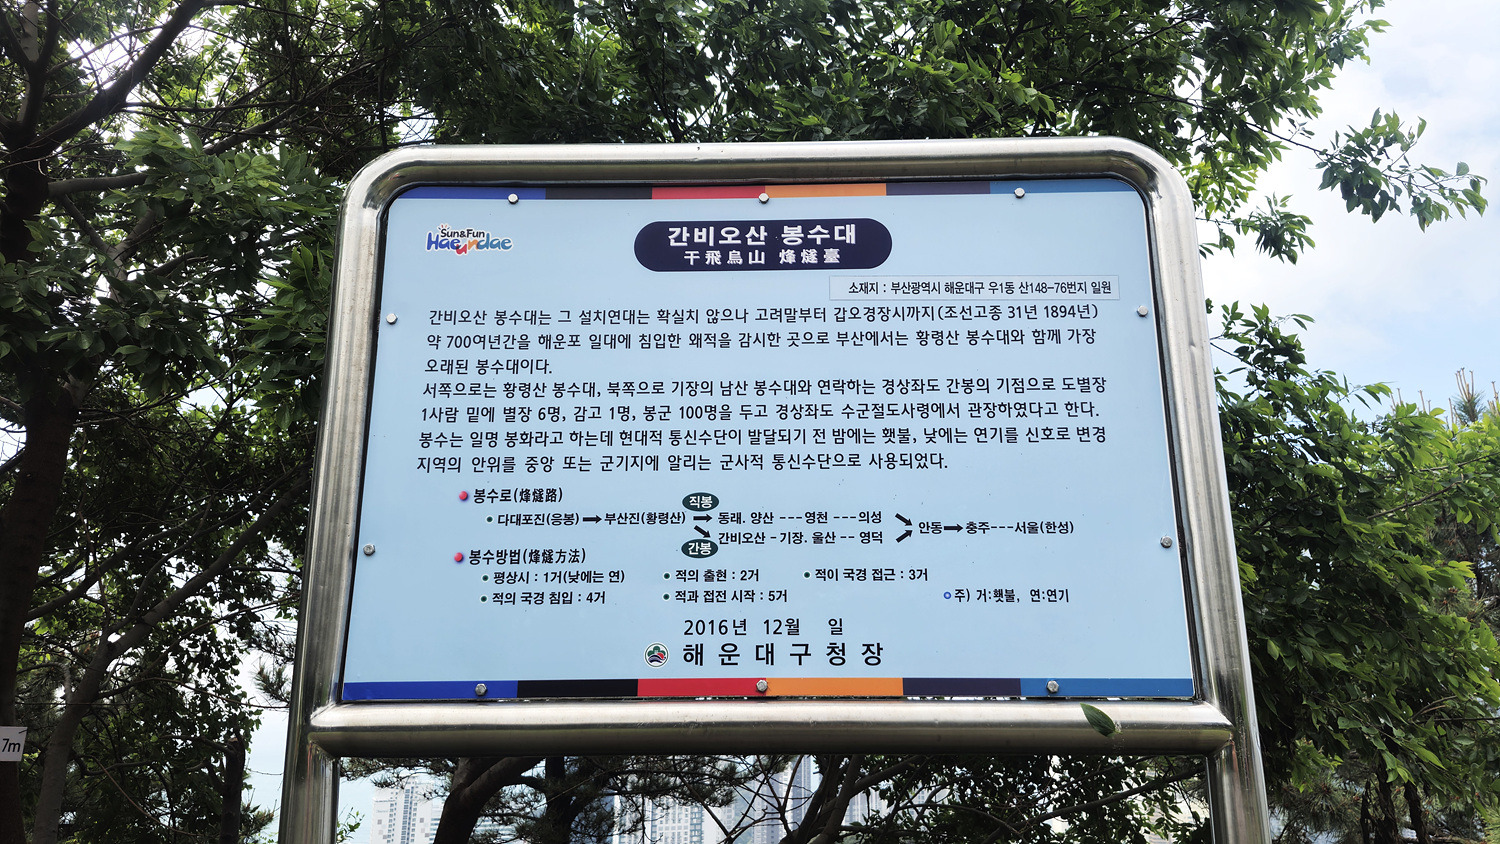 Sun&Fun
Haeundae
간비오산 봉수대
干飛烏山 烽燧臺
소재지 : 부산광역시 해운대구 우1동 산148-76번지 일원
간비오산 봉수대는 그 설치연대는 확실치 않으나 고려말부터 갑오경장시까지(조선고종 31년 1894년)
약 700여년간을 해운포 일대에 침입한 왜적을 감시한 곳으로 부산에서는 황령산 봉수대와 함께 가장
오래된 봉수대이다.
서쪽으로는 황령산 봉수대, 북쪽으로 기장의 남산 봉수대와 연락하는 경상좌도 간봉의 기점으로 도별장
1사람 밑에 별장 6명, 감고 1명, 봉군 100명을 두고 경상좌도 수군절도사령에서 관장하였다고 한다.
봉수는 일명 봉화라고 하는데 현대적 통신수단이 발달되기 전 밤에는 횃불, 낮에는 연기를 신호로 변경
지역의 안위를 중앙 또는 군기지에 알리는 군사적 통신수단으로 사용되었다.
봉수로(烽燧路)
직봉
다대포진(응봉) → 부산진(황령산) → 동래. 양산 --- 영천 --- 의성
간비오산 - 기장. 울산 -- 영덕
안동 → 충주 --- 서울(한성)
간봉
봉수방법(烽燧方法)
평상시 : 1거(낮에는 연) 적의 출현 : 2거 적이 국경 접근 : 3거
적의 국경 침입 : 4거 적과 접전 시작 : 5거 주) 거:횃불, 연:연기
2016년 12월 일
해운대구청장
7m